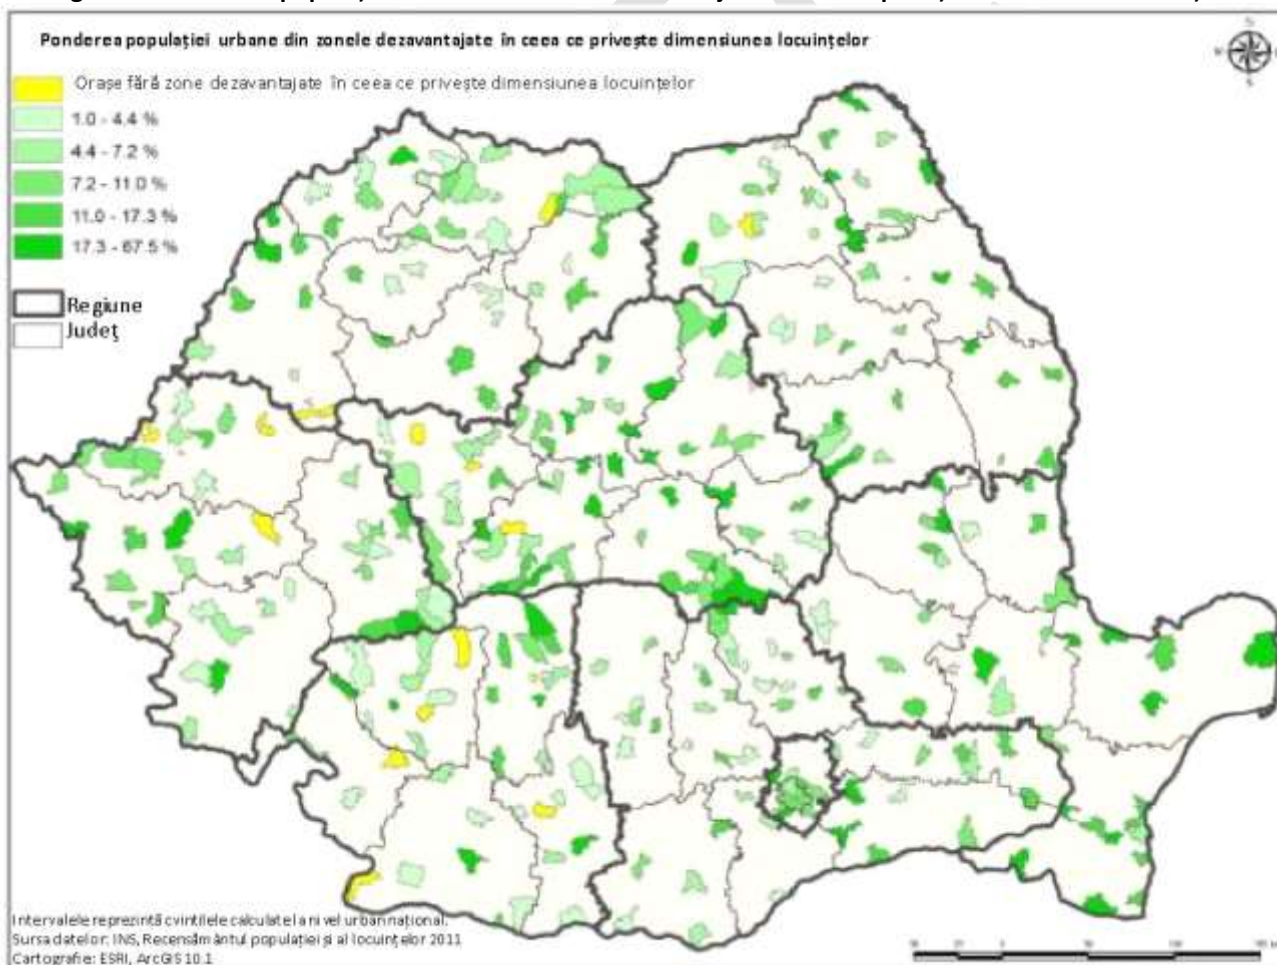 Ponderea populației urbane din zonele dezavantajate în ceea ce privește dimensiunea locuințelor
Orașe fără zone dezavantajate în ceea ce privește dimensiunea locuințelor
1.0 - 4.4 %
4.4 - 7.2 %
7.2 - 11.0 %
11.0 - 17.3 %
17.3 - 67.5 %
Regiune
Județ
Intervalele reprezintă cvintilele calculate la nivel urban național.
Sursa datelor: INS, Recensământul populației și al locuințelor 2011
Cartografie: ESRI, ArcGIS 10.1